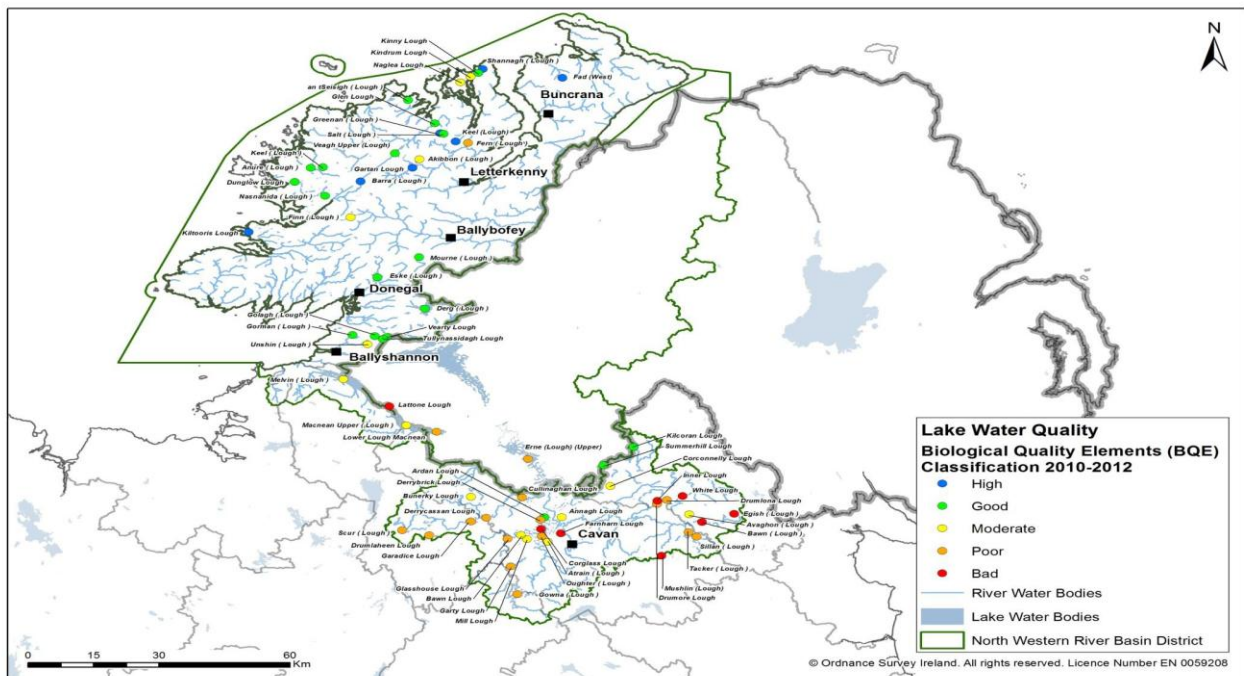 N
Kinny Lough
Kindrum Lough
Naglea Lough
Shannagh ( Lough )
Fad (West)
an tSeisigh ( Lough )
Glen Lough
Buncrana
Greenan ( Lough )
Salt ( Lough )
Keel (Lough)
Fern ( Lough )
Veagh Upper (Lough)
Keel ( Lough )
Akibbon ( Lough )
Anure ( Lough )
Gartan Lough
Letterkenny
Dunglow Lough
Barra ( Lough )
Nasnanida ( Lough )
Finn ( Lough )
Kiltooris Lough
Ballybofey
Mourne ( Lough )
Eske ( Lough )
Donegal
Derg ( Lough )
Golagh ( Lough )
Gorman ( Lough )
Vearty Lough
Tullynassidagh Lough
Unshin ( Lough )
Ballyshannon
Melvin ( Lough )
Lattone Lough
Macnean Upper ( Lough )
Lower Lough Macnean
Erne (Lough) (Upper)
Kilcoran Lough
Summerhill Lough
Corconnelly Lough
Ardan Lough
Derrybrick Lough
Cullinaghan Lough
Inner Lough
Bunerky Lough
White Lough
Drumlona Lough
Derrycassan Lough
Annagh Lough
Egish ( Lough )
Farnharn Lough
Avaghon ( Lough )
Scur ( Lough )
Bawn ( Lough )
Drumlaheen Lough
Cavan
Garadice Lough
Sillan ( Lough )
Corglass Lough
Tacker ( Lough )
Atrain ( Lough )
Glasshouse Lough
Oughter ( Lough )
Mushlin (Lough)
Bawn Lough
Gowna ( Lough )
Drumore Lough
Garty Lough
Mill Lough
Lake Water Quality
Biological Quality Elements (BQE)
Classification 2010-2012
High
Good
Moderate
Poor
Bad
River Water Bodies
Lake Water Bodies
North Western River Basin District
0 15 30 60
Km
© Ordnance Survey Ireland. All rights reserved. Licence Number EN 0059208